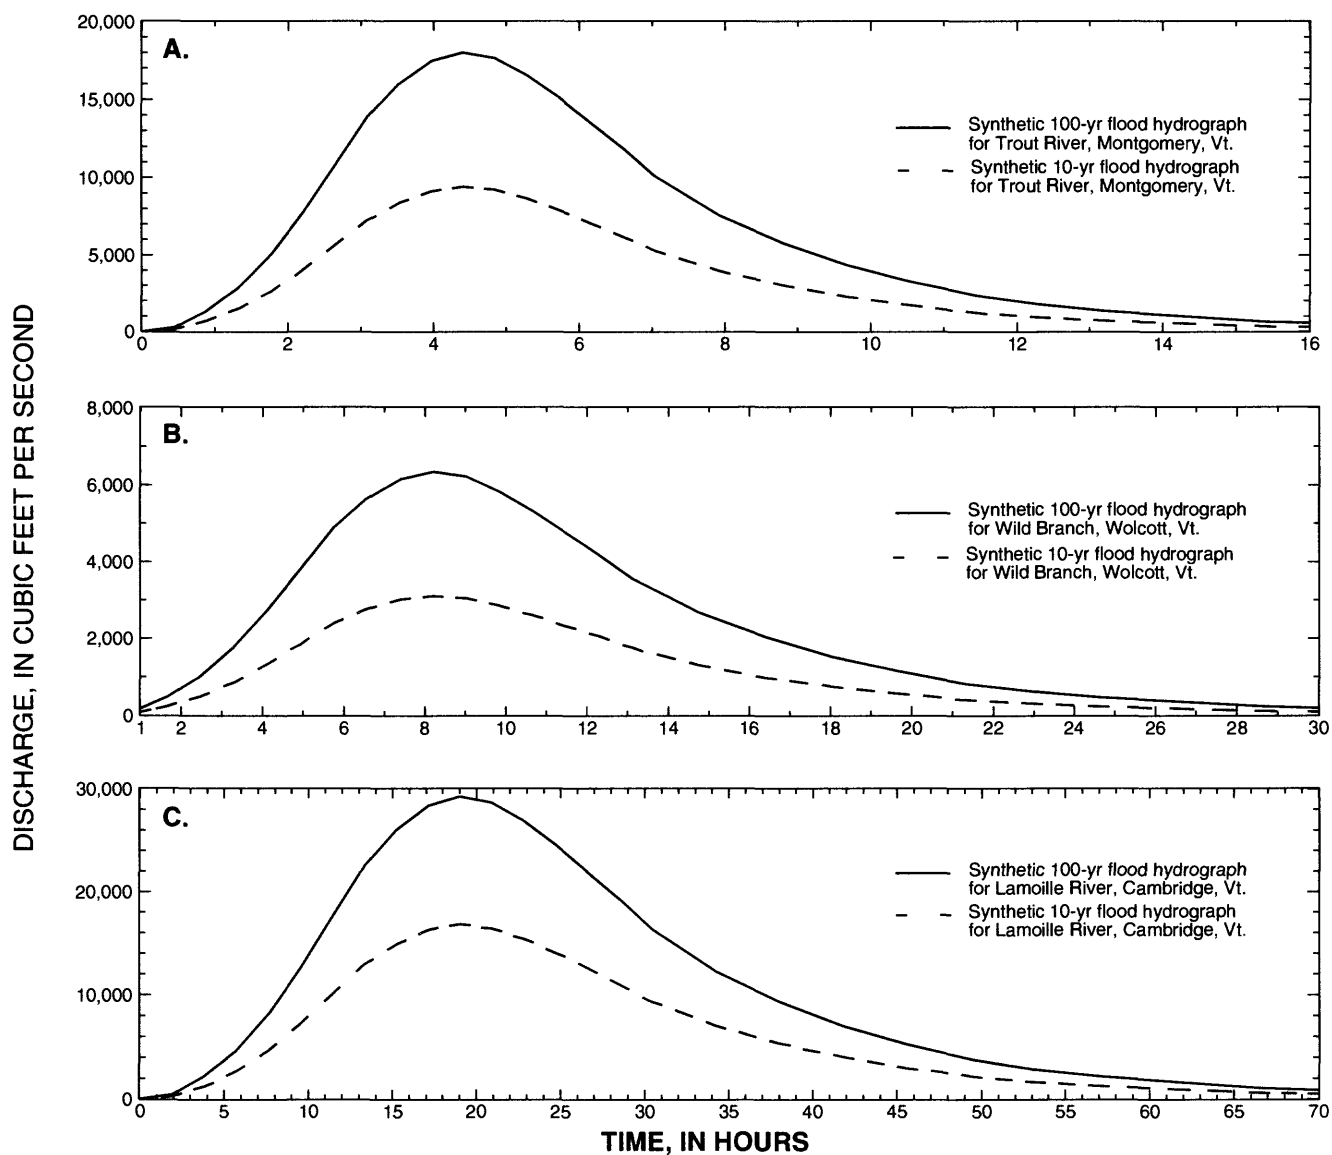 DISCHARGE, IN CUBIC FEET PER SECOND
A.
20,000
15,000
10,000
5,000
0
Synthetic 100-yr flood hydrograph
for Trout River, Montgomery, Vt.
Synthetic 10-yr flood hydrograph
for Trout River, Montgomery, Vt.
0 2 4 6 8 10 12 14 16
B.
8,000
6,000
4,000
2,000
0
Synthetic 100-yr flood hydrograph
for Wild Branch, Wolcott, Vt.
Synthetic 10-yr flood hydrograph
for Wild Branch, Wolcott, Vt.
1 2 4 6 8 10 12 14 16 18 20 22 24 26 28 30
C.
30,000
20,000
10,000
0
Synthetic 100-yr flood hydrograph
for Lamoille River, Cambridge, Vt.
Synthetic 10-yr flood hydrograph
for Lamoille River, Cambridge, Vt.
0 5 10 15 20 25 30 35 40 45 50 55 60 65 70
TIME, IN HOURS